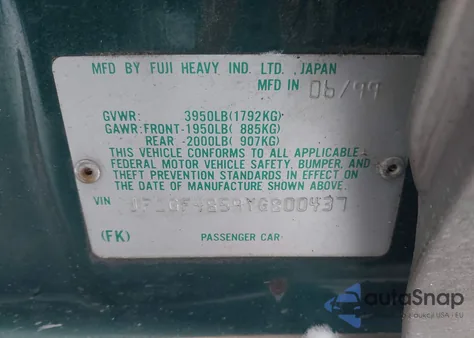 MFD BY FUJI HEAVY IND. LTD., JAPAN
MFD IN 06/99
GVWR: 3950LB(1792KG)
GAWR: FRONT-1950LB( 885KG)
REAR -2000LB( 907KG)
THIS VEHICLE CONFORMS TO ALL APPLICABLE
FEDERAL MOTOR VEHICLE SAFETY, BUMPER, AND
THEFT PREVENTION STANDARDS IN EFFECT ON
THE DATE OF MANUFACTURE SHOWN ABOVE.
VIN
(FK) PASSENGER CAR
autoSnap
USA - EU